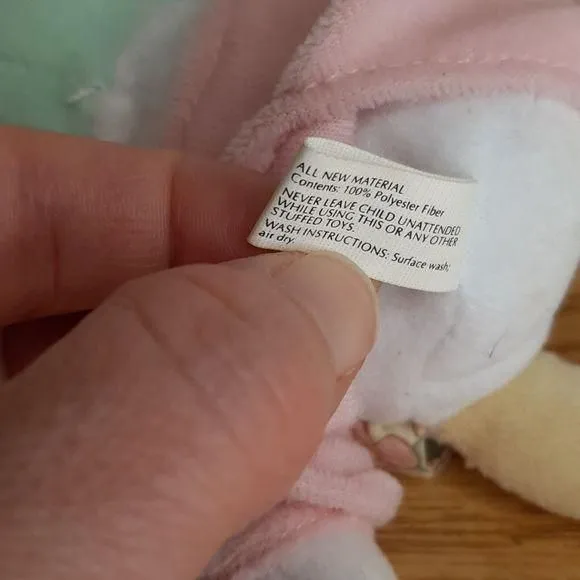 ALL NEW MATERIAL
Contents: 100% Polyester Fiber
NEVER LEAVE CHILD UNATTENDED
WHILE USING THIS OR ANY OTHER
STUFFED TOYS.
WASH INSTRUCTIONS: Surface wash;
air dry.